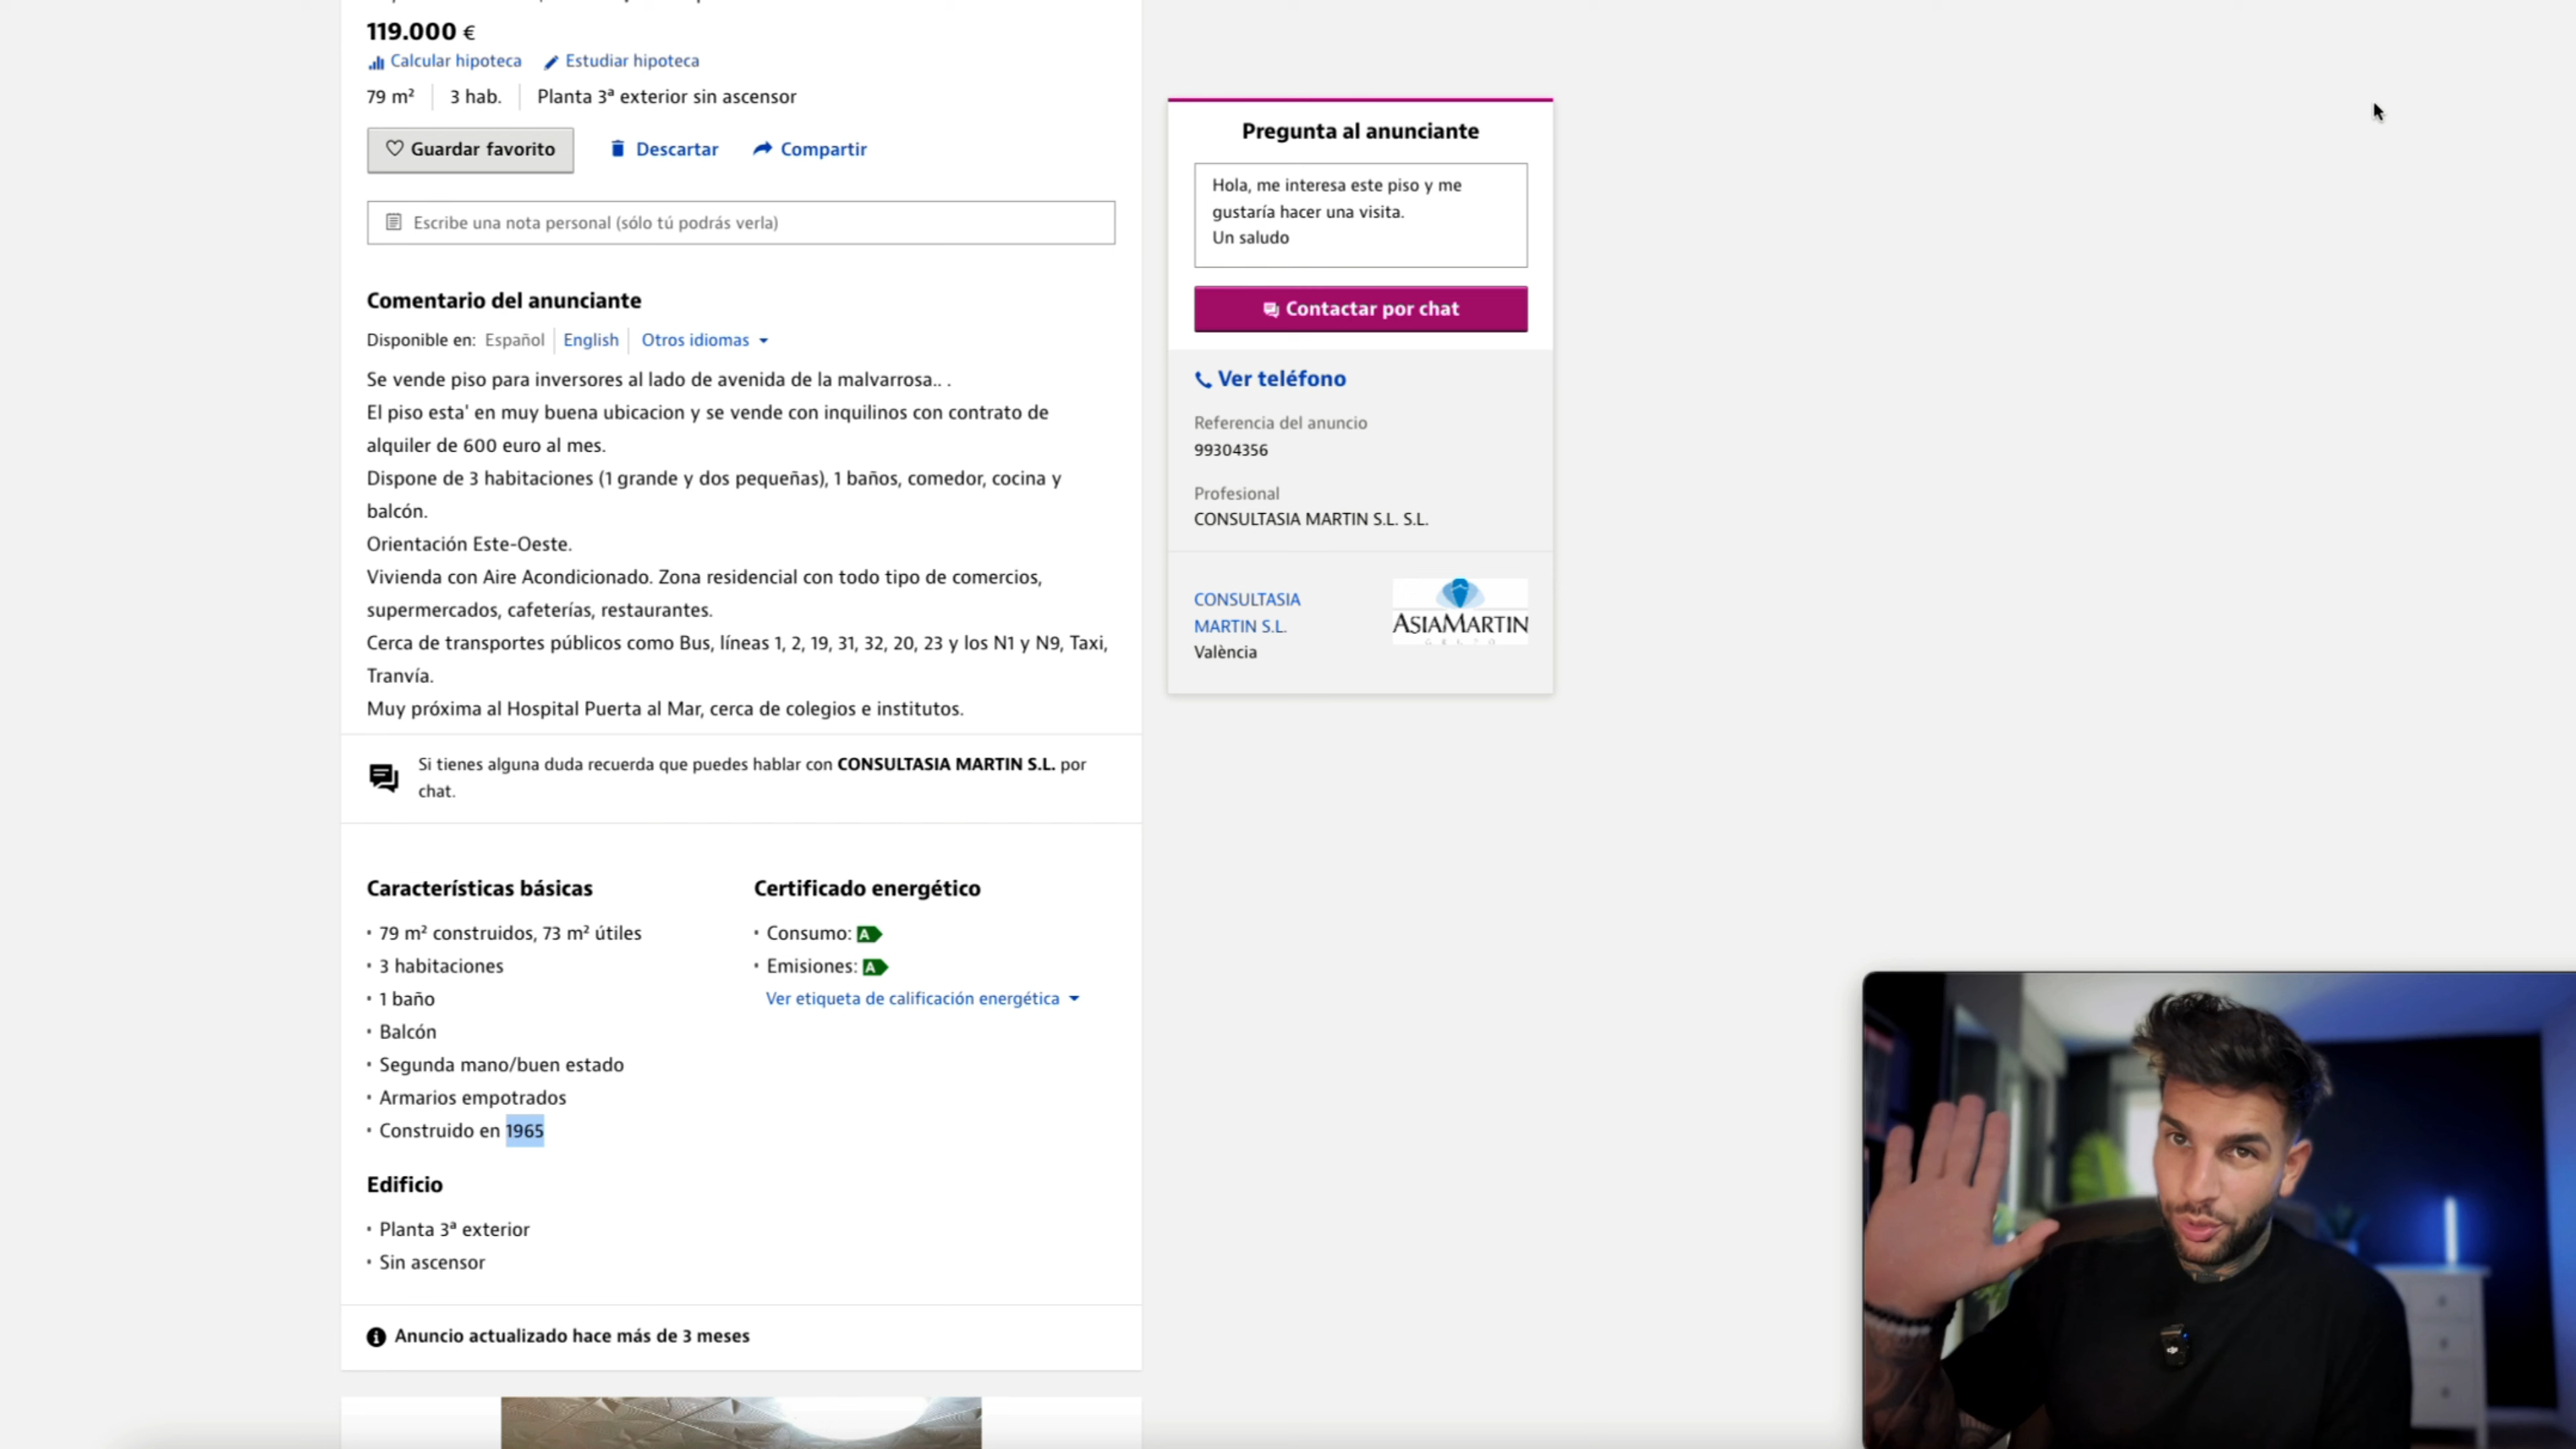 119.000 €
Calcular hipoteca
Estudiar hipoteca
79 m²
3 hab.
Planta 3ª exterior sin ascensor
Guardar favorito
Descartar
Compartir
Escribe una nota personal (sólo tú podrás verla)
Comentario del anunciante
Disponible en: Español English Otros idiomas
Se vende piso para inversores al lado de avenida de la malvarrosa.. .
El piso esta' en muy buena ubicacion y se vende con inquilinos con contrato de
alquiler de 600 euro al mes.
Dispone de 3 habitaciones (1 grande y dos pequeñas), 1 baños, comedor, cocina y
balcón.
Orientación Este-Oeste.
Vivienda con Aire Acondicionado. Zona residencial con todo tipo de comercios,
supermercados, cafeterías, restaurantes.
Cerca de transportes públicos como Bus, líneas 1, 2, 19, 31, 32, 20, 23 y los N1 y N9, Taxi,
Tranvía.
Muy próxima al Hospital Puerta al Mar, cerca de colegios e institutos.
Si tienes alguna duda recuerda que puedes hablar con CONSULTASIA MARTIN S.L. por
chat.
Características básicas
79 m² construidos, 73 m² útiles
3 habitaciones
1 baño
Balcón
Segunda mano/buen estado
Armarios empotrados
Construido en 1965
Certificado energético
Consumo: A
Emisiones: A
Ver etiqueta de calificación energética
Edificio
Planta 3ª exterior
Sin ascensor
Anuncio actualizado hace más de 3 meses
Pregunta al anunciante
Hola, me interesa este piso y me
gustaría hacer una visita.
Un saludo
Contactar por chat
Ver teléfono
Referencia del anuncio
99304356
Profesional
CONSULTASIA MARTIN S.L. S.L.
CONSULTASIA
MARTIN S.L.
València
ASIAMARTIN
dji